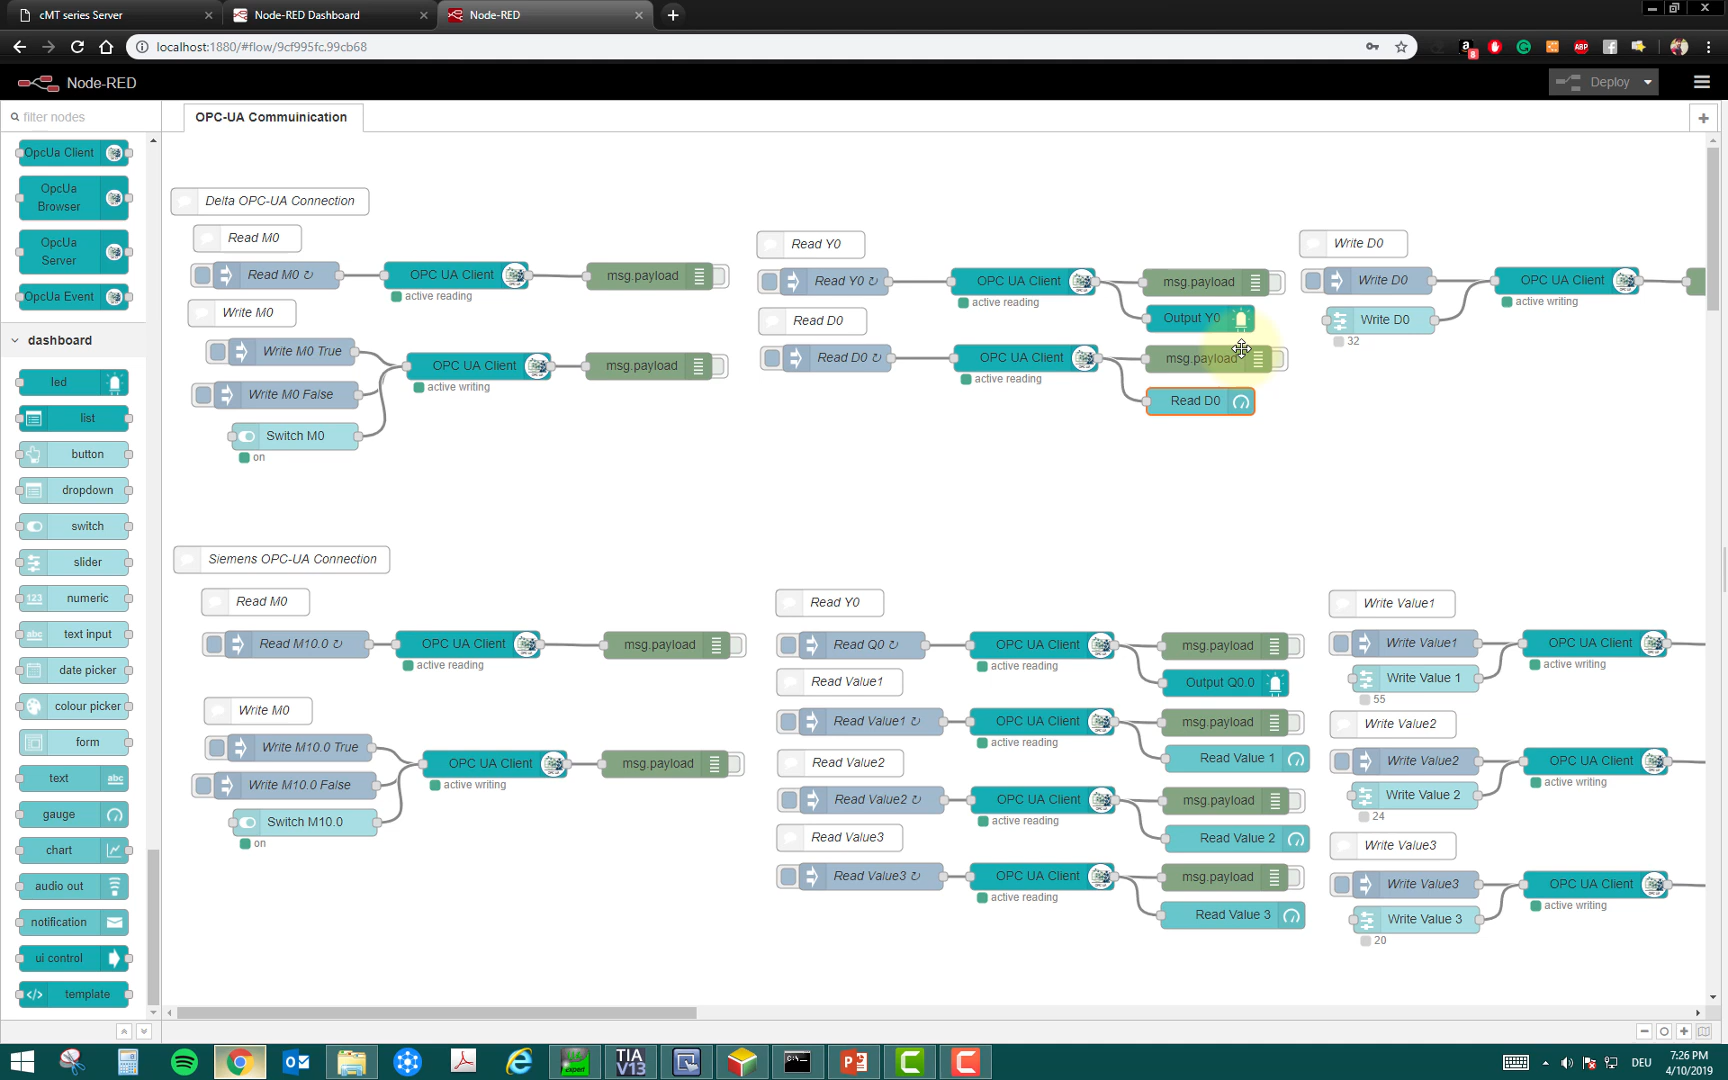 cMT series Server
Node-RED Dashboard
Node-RED
localhost:1880/#flow/9cf995fc.99cb68
8
ABP
Node-RED
Deploy
filter nodes
OPC-UA Commuinication
OpcUa Client
OpcUa
Browser
OpcUa
Server
OpcUa Event
dashboard
led
list
button
dropdown
switch
slider
123 numeric
abc text input
date picker
colour picker
form
text abc
gauge
chart
audio out
notification
ui control
</> template
Delta OPC-UA Connection
Read M0
Read M0 ↻
OPC UA Client
active reading
msg.payload
Write M0
Write M0 True
Write M0 False
Switch M0
on
OPC UA Client
active writing
msg.payload
Read Y0
Read Y0 ↻
OPC UA Client
active reading
msg.payload
Output Y0
Read D0
Read D0 ↻
OPC UA Client
active reading
msg.payload
Read D0
Write D0
Write D0
Write D0
32
OPC UA Client
active writing
Siemens OPC-UA Connection
Read M0
Read M10.0 ↻
OPC UA Client
active reading
msg.payload
Write M0
Write M10.0 True
Write M10.0 False
Switch M10.0
on
OPC UA Client
active writing
msg.payload
Read Y0
Read Q0 ↻
OPC UA Client
active reading
msg.payload
Output Q0.0
Read Value1
Read Value1 ↻
OPC UA Client
active reading
msg.payload
Read Value 1
Read Value2
Read Value2 ↻
OPC UA Client
active reading
msg.payload
Read Value 2
Read Value3
Read Value3 ↻
OPC UA Client
active reading
msg.payload
Read Value 3
Write Value1
Write Value1
Write Value 1
55
OPC UA Client
active writing
Write Value2
Write Value2
Write Value 2
24
OPC UA Client
active writing
Write Value3
Write Value3
Write Value 3
20
OPC UA Client
active writing
TIA
V13
DEU
7:26 PM
4/10/2019